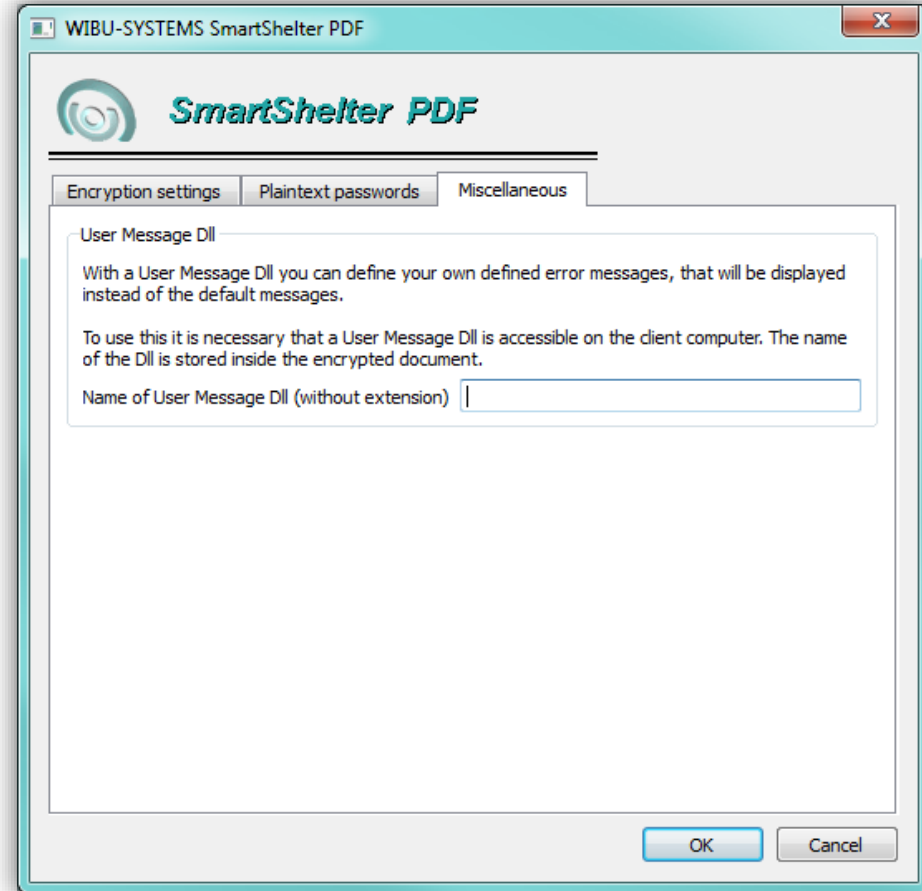 WIBU-SYSTEMS SmartShelter PDF
SmartShelter PDF
Encryption settings
Plaintext passwords
Miscellaneous
User Message Dll
With a User Message Dll you can define your own defined error messages, that will be displayed
instead of the default messages.
To use this it is necessary that a User Message Dll is accessible on the client computer. The name
of the Dll is stored inside the encrypted document.
Name of User Message Dll (without extension)
OK
Cancel